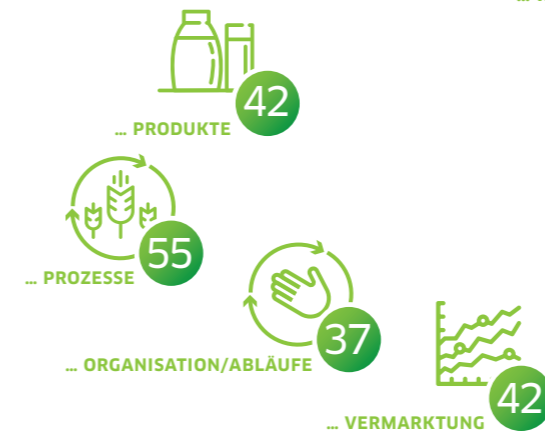 42
... PRODUKTE
55
... PROZESSE
37
... ORGANISATION/ABLÄUFE
42
... VERMARKTUNG